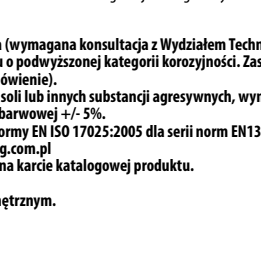 (wymagana konsultacja z Wydziałem Techn
o podwyższonej kategorii korozyjności. Zas
ówienie).
soli lub innych substancji agresywnych, wyr
barwowej +/- 5%.
ormy EN ISO 17025:2005 dla serii norm EN13
g.com.pl
na karcie katalogowej produktu.
ętrznym.